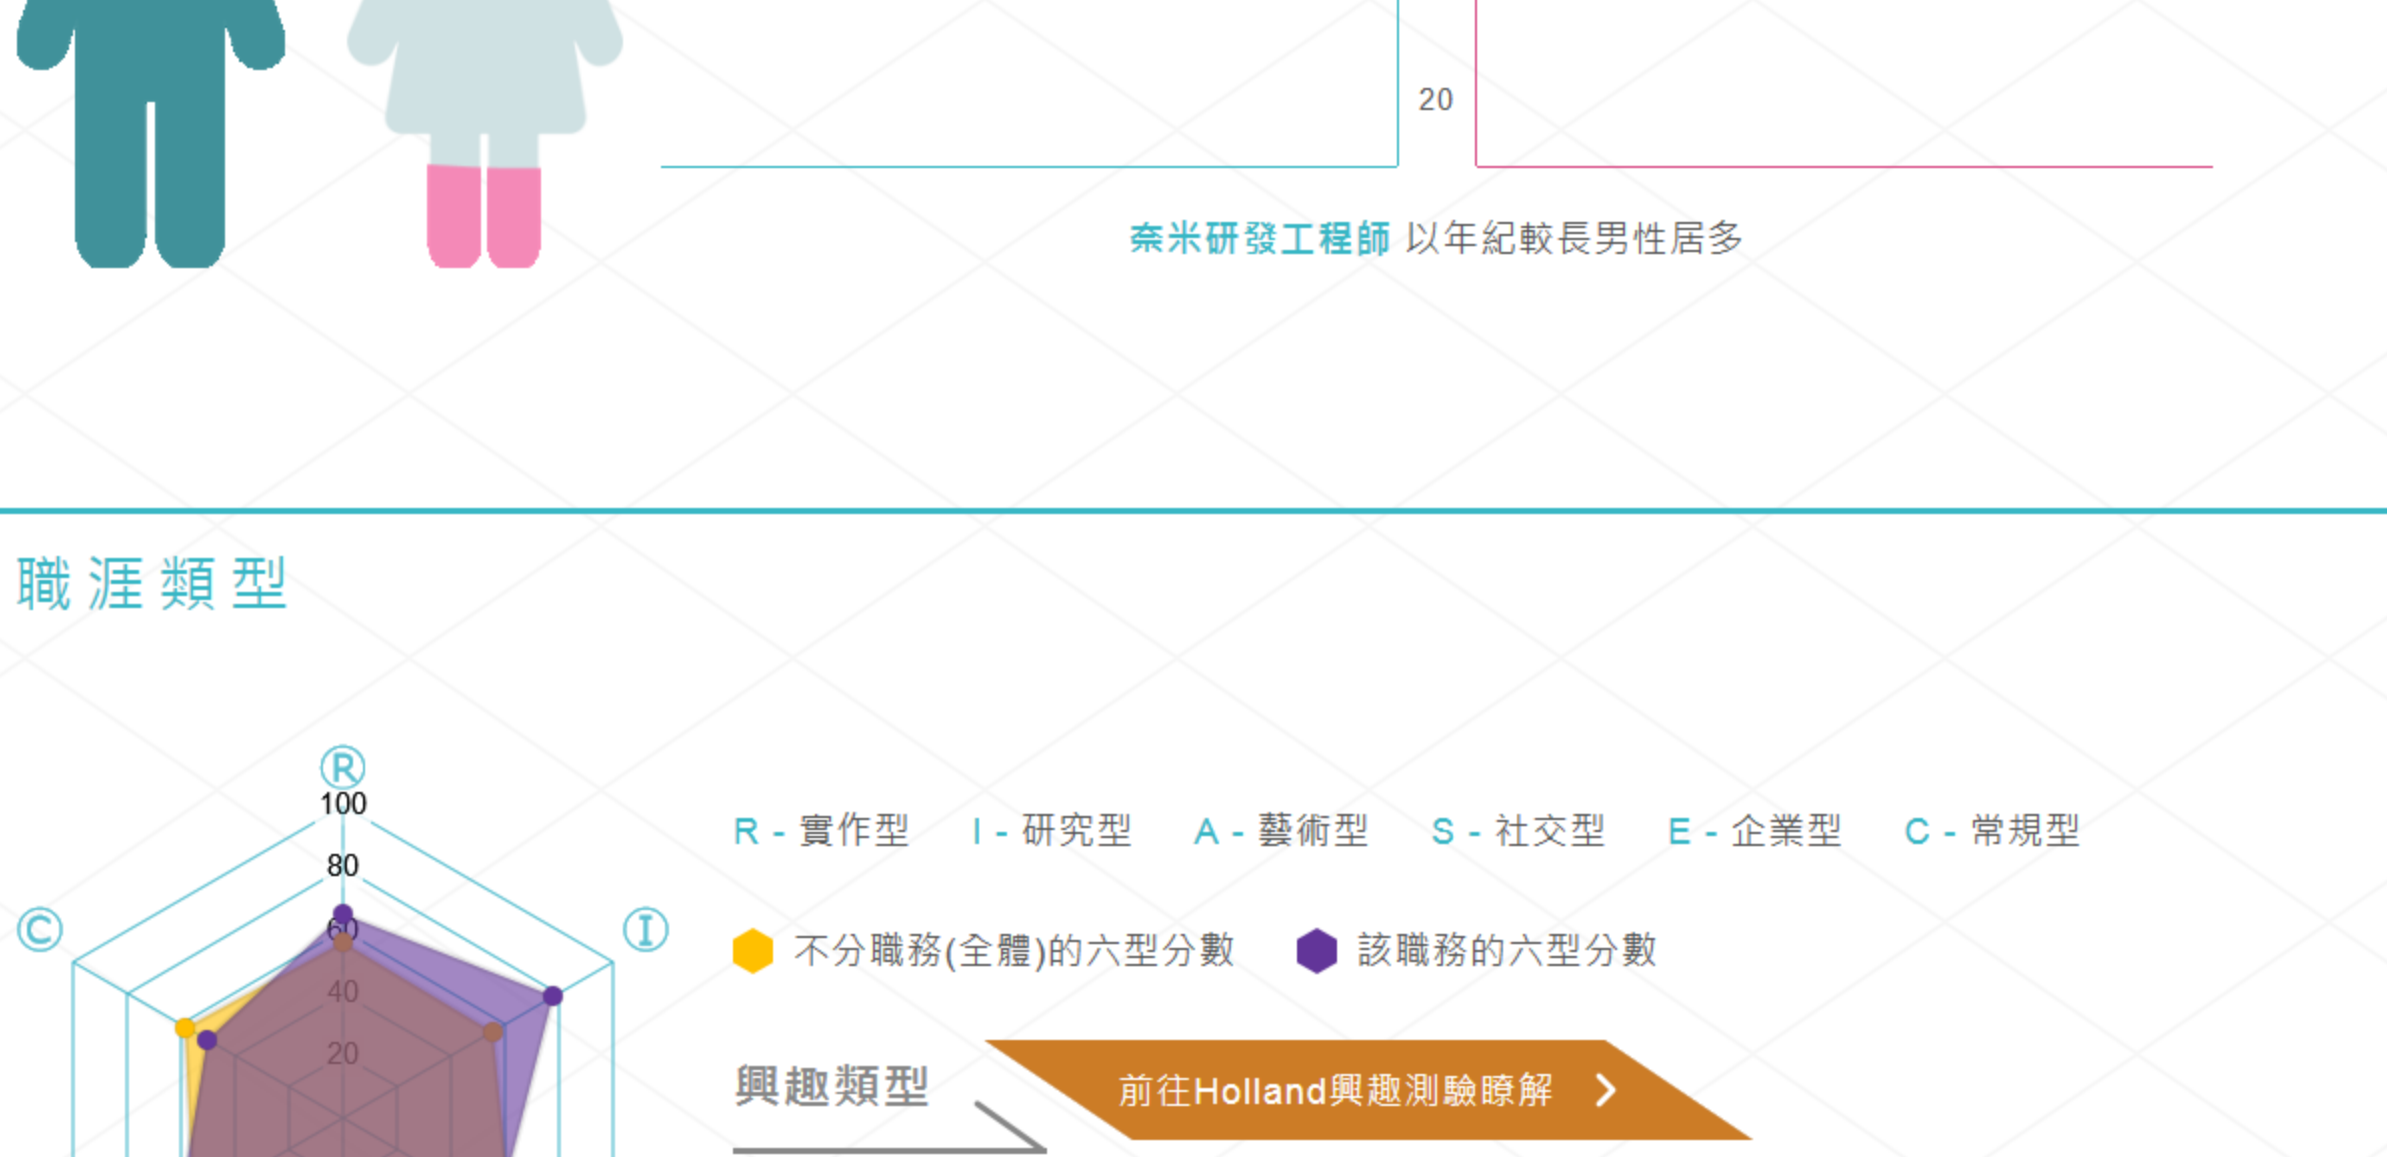 20
奈米研發工程師 以年紀較長男性居多
職涯類型
R
100
80
60
40
20
C
I
R - 實作型 I - 研究型 A - 藝術型 S - 社交型 E - 企業型 C - 常規型
不分職務(全體)的六型分數 該職務的六型分數
興趣類型
前往Holland興趣測驗瞭解